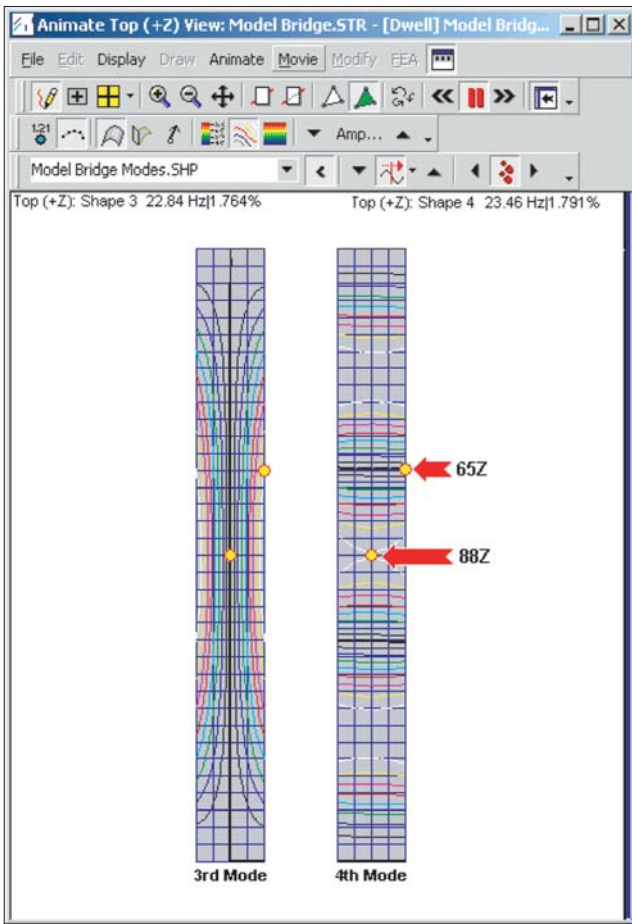 Animate Top (+Z) View: Model Bridge.STR - [Dwell] Model Bridg...
File Edit Display Draw Animate Movie Modify FEA
1.21 Amp...
Model Bridge Modes.SHP
Top (+Z): Shape 3 22.84 Hz|1.764% Top (+Z): Shape 4 23.46 Hz|1.791%
65Z
88Z
3rd Mode 4th Mode